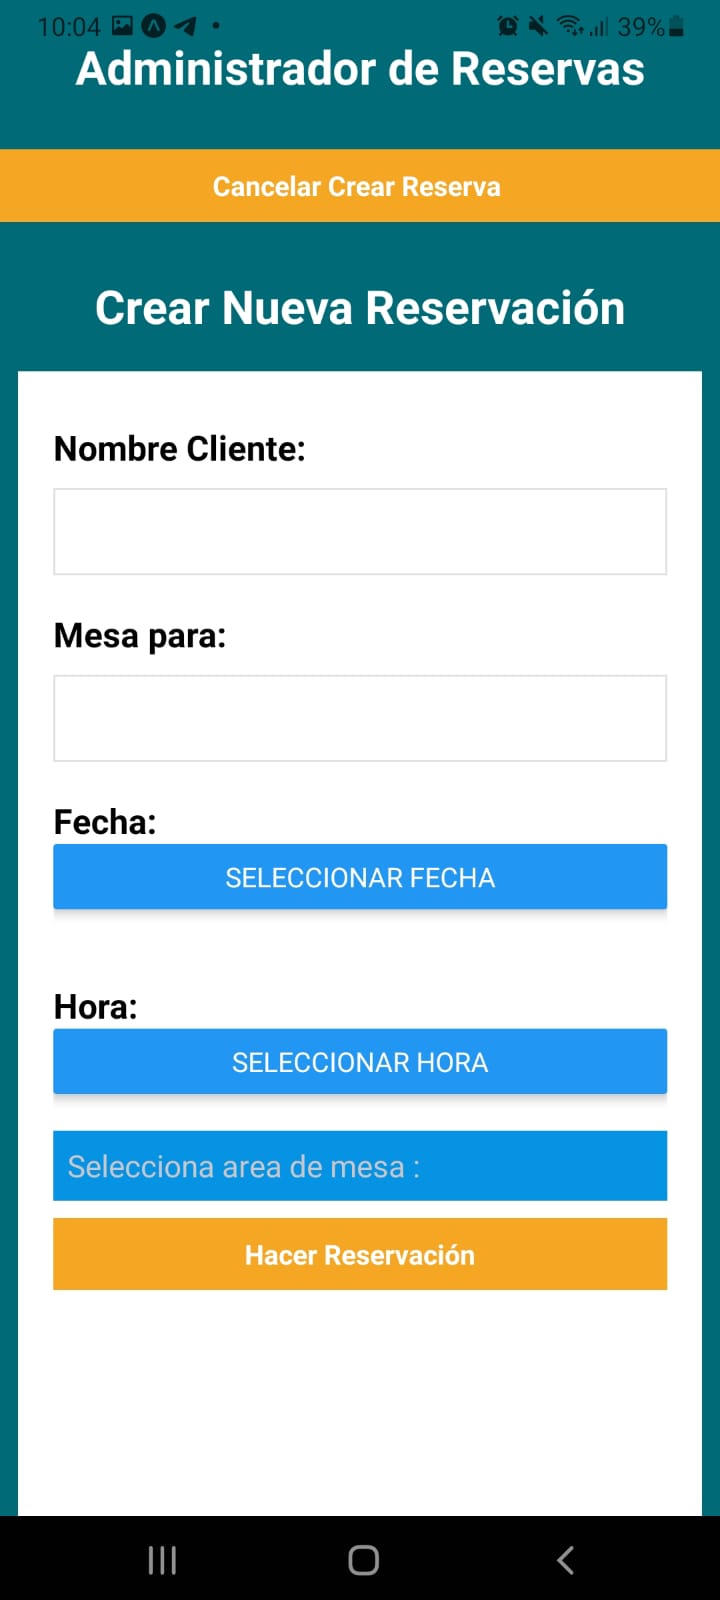 10:04
39%
Administrador de Reservas
Cancelar Crear Reserva
Crear Nueva Reservación
Nombre Cliente:
Mesa para:
Fecha:
SELECCIONAR FECHA
Hora:
SELECCIONAR HORA
Selecciona area de mesa :
Hacer Reservación